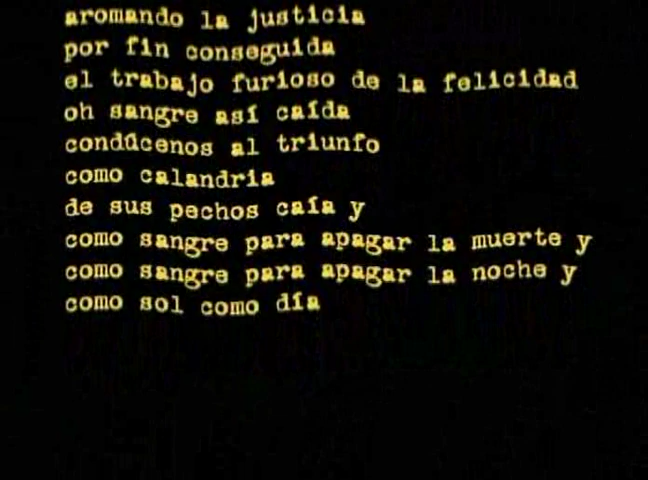 aromando la justicia
por fin conseguida
el trabajo furioso de la felicidad
oh sangre así caída
condúcenos al triunfo
como calandria
de sus pechos caía y
como sangre para apagar la muerte y
como sangre para apagar la noche y
como sol como día